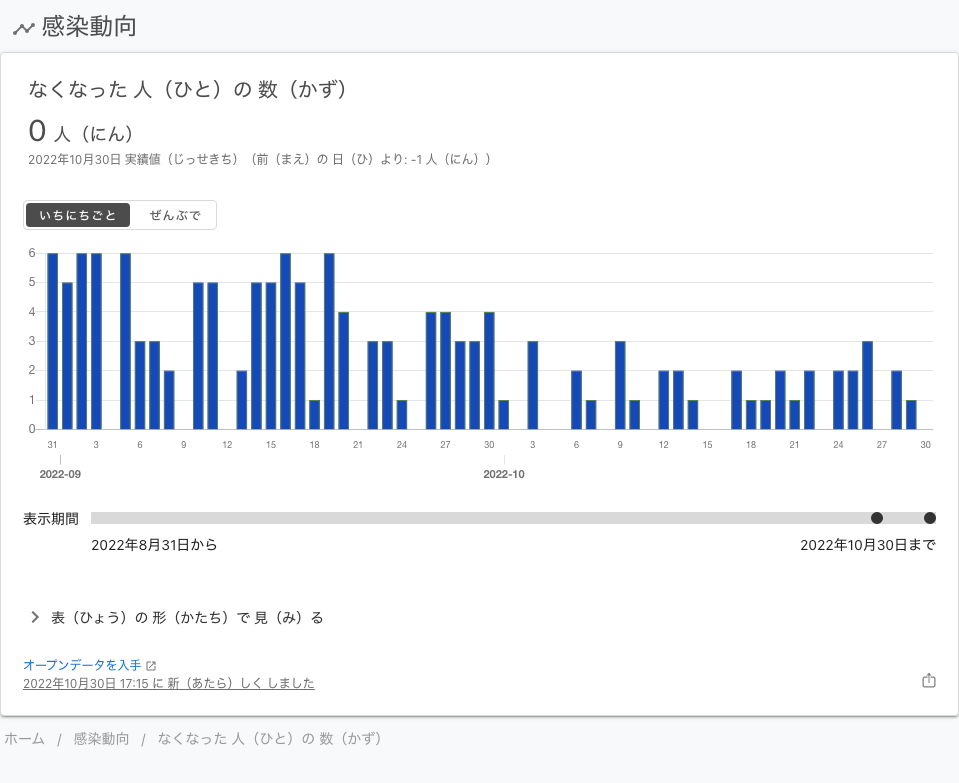 感染動向
なくなった 人（ひと）の 数（かず）
0 人（にん）
2022年10月30日 実績値（じっせきち）（前（まえ）の 日（ひ）より: -1 人（にん））
いちにちごと ぜんぶで
6
5
4
3
2
1
0
31 3 6 9 12 15 18 21 24 27 30 3 6 9 12 15 18 21 24 27 30
2022-09 2022-10
表示期間
2022年8月31日から 2022年10月30日まで
表（ひょう）の 形（かたち）で 見（み）る
オープンデータを入手
2022年10月30日 17:15 に 新（あたら）しく しました
ホーム / 感染動向 / なくなった 人（ひと）の 数（かず）